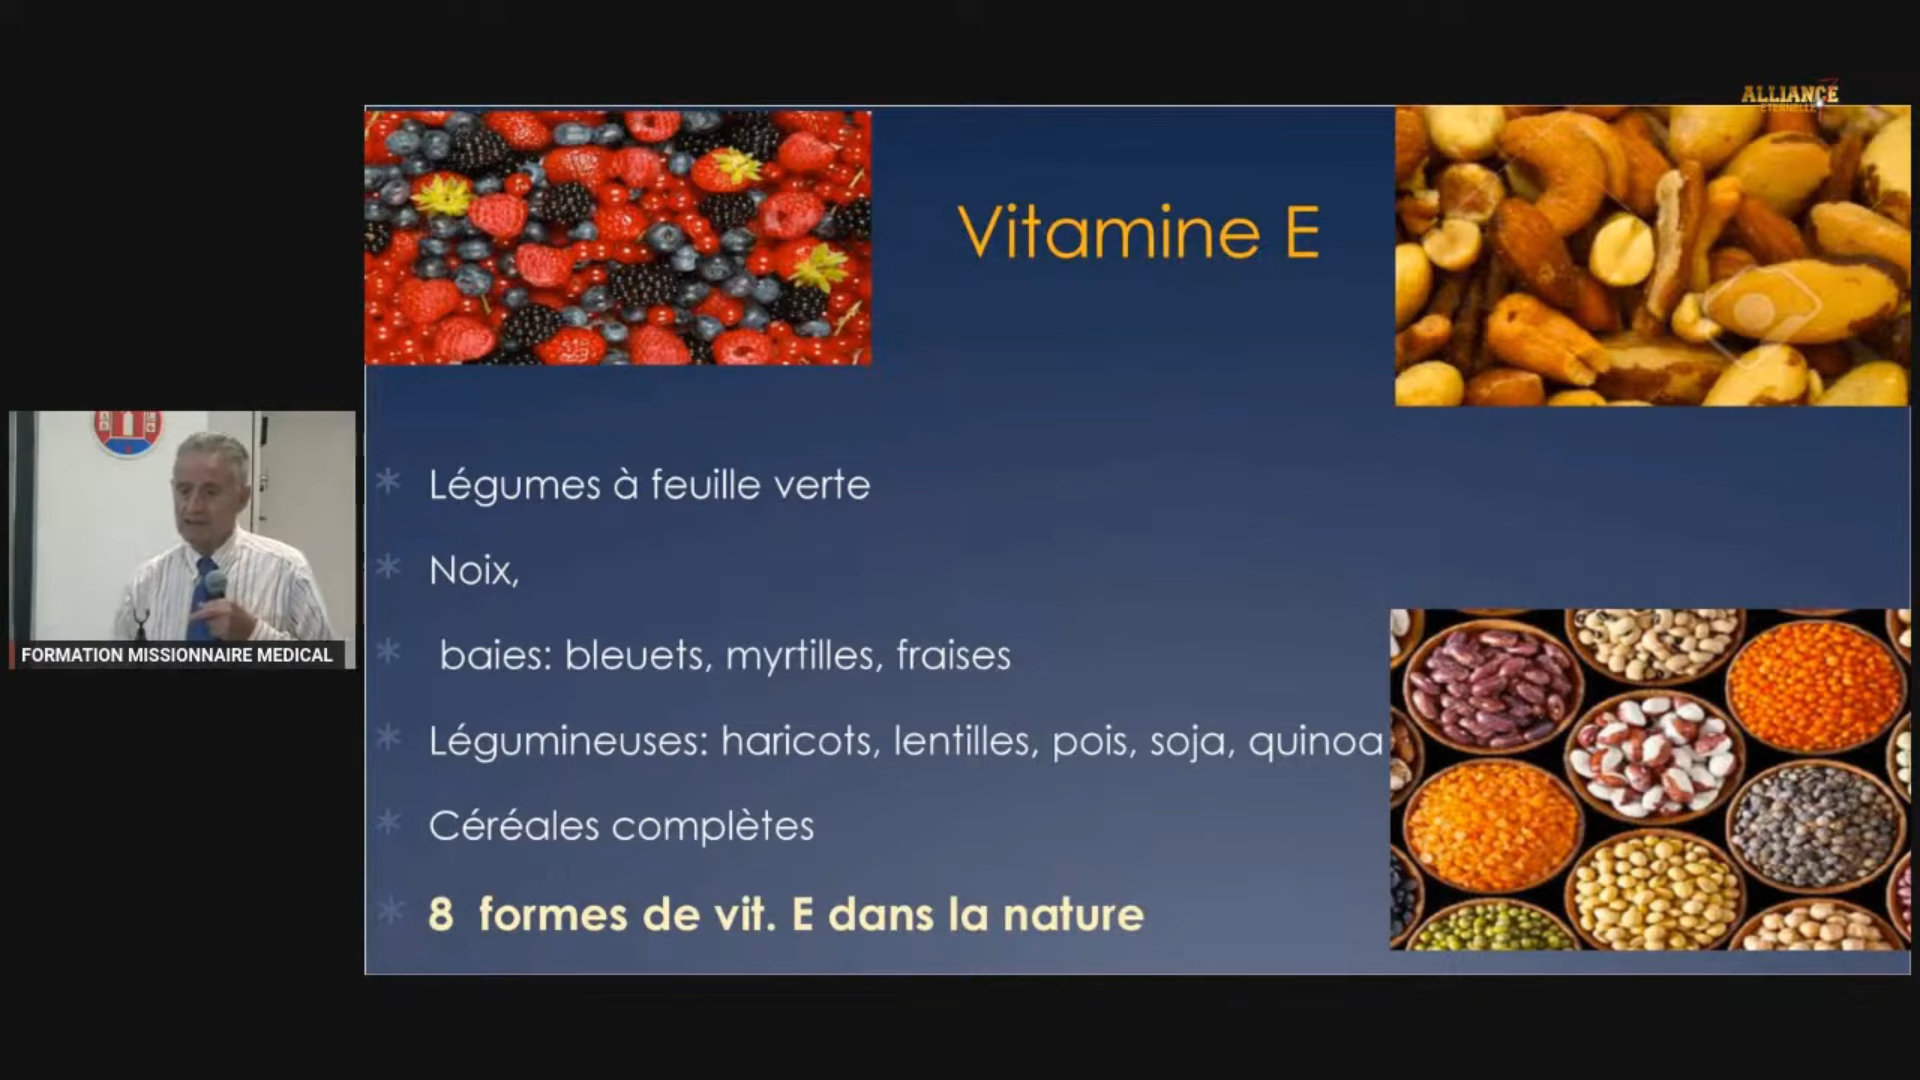 ALLIANCE
ETERNELLE
Vitamine E
Légumes à feuille verte
Noix,
baies: bleuets, myrtilles, fraises
Légumineuses: haricots, lentilles, pois, soja, quinoa
Céréales complètes
8 formes de vit. E dans la nature
FORMATION MISSIONNAIRE MEDICAL